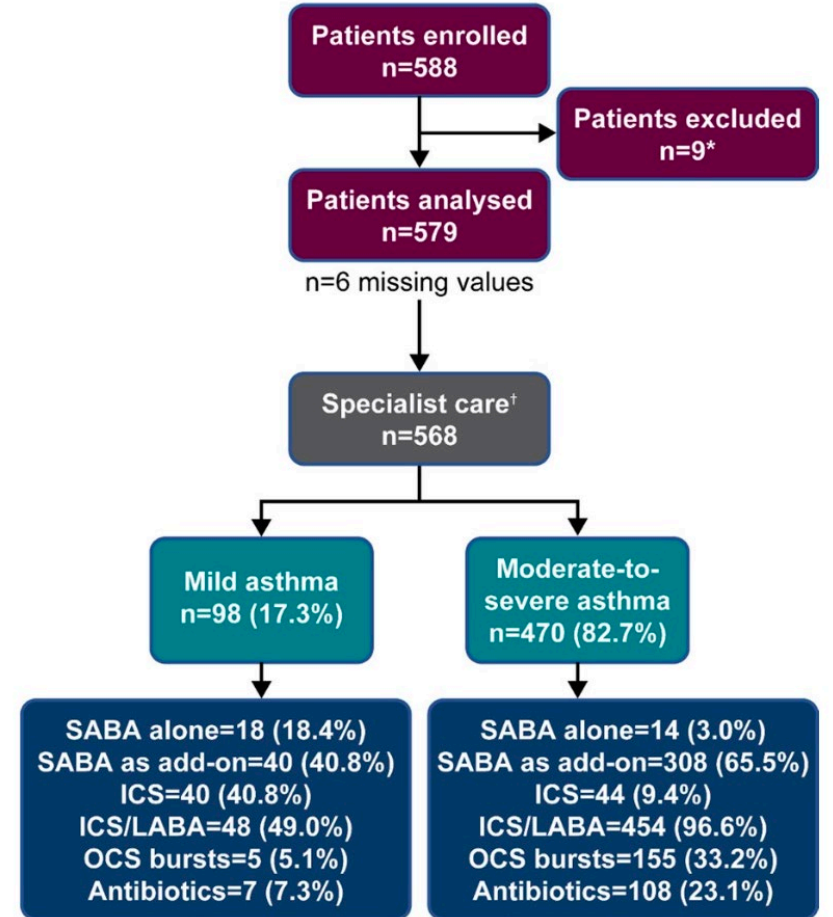 Patients enrolled
n=588
Patients excluded
n=9*
Patients analysed
n=579
n=6 missing values
Specialist care†
n=568
Mild asthma
n=98 (17.3%)
Moderate-to-
severe asthma
n=470 (82.7%)
SABA alone=18 (18.4%)
SABA as add-on=40 (40.8%)
ICS=40 (40.8%)
ICS/LABA=48 (49.0%)
OCS bursts=5 (5.1%)
Antibiotics=7 (7.3%)
SABA alone=14 (3.0%)
SABA as add-on=308 (65.5%)
ICS=44 (9.4%)
ICS/LABA=454 (96.6%)
OCS bursts=155 (33.2%)
Antibiotics=108 (23.1%)